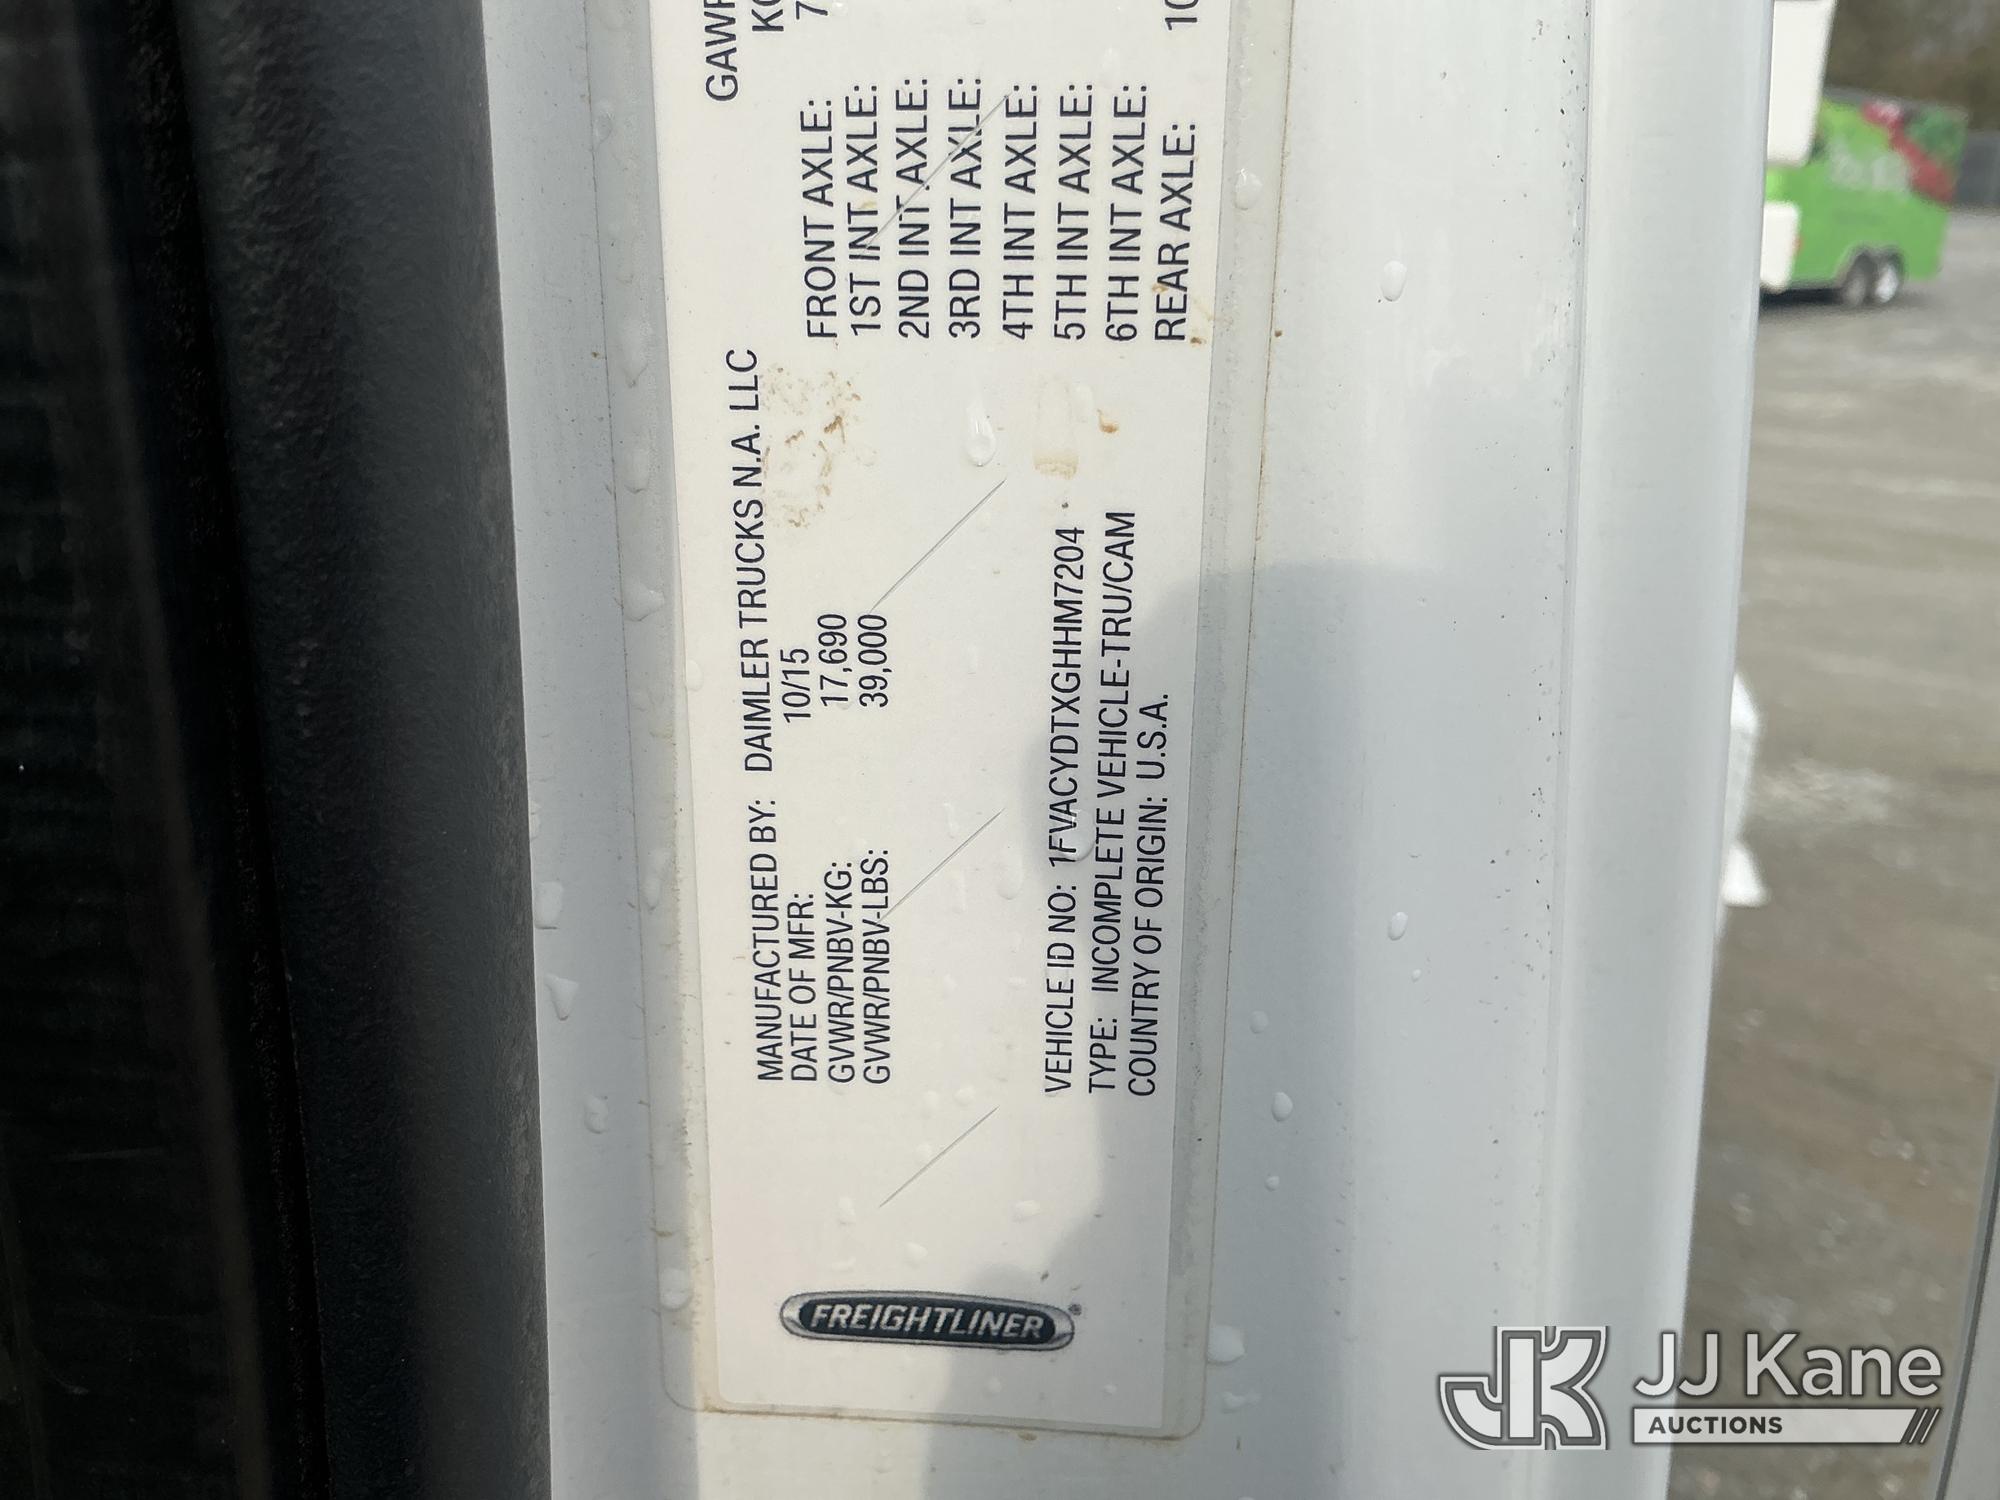 FREIGHTLINER
MANUFACTURED BY: DAIMLER TRUCKS N.A. LLC
DATE OF MFR: 10/15
GVWR/PNBV-KG: 17,690
GVWR/PNBV-LBS: 39,000
VEHICLE ID NO: 1FVACYDTXGHHM7204
TYPE: INCOMPLETE VEHICLE-TRU/CAM
COUNTRY OF ORIGIN: U.S.A.
FRONT AXLE:
1ST INT AXLE:
2ND INT AXLE:
3RD INT AXLE:
4TH INT AXLE:
5TH INT AXLE:
6TH INT AXLE:
REAR AXLE:
JJ Kane
AUCTIONS